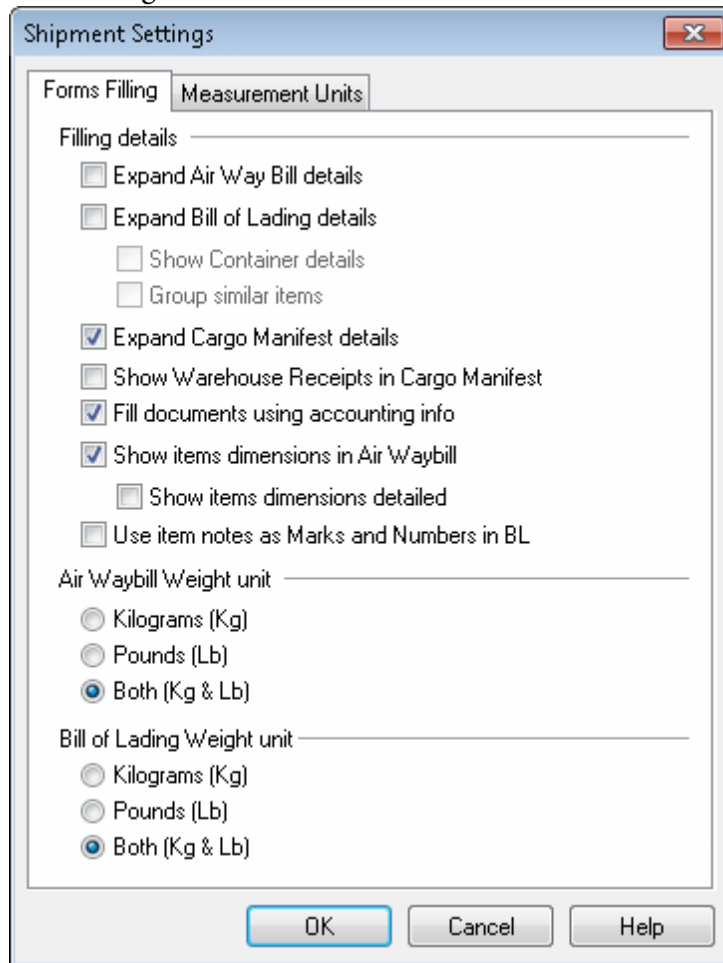 Shipment Settings
Forms Filling Measurement Units
Filling details
Expand Air Way Bill details
Expand Bill of Lading details
Show Container details
Group similar items
Expand Cargo Manifest details
Show Warehouse Receipts in Cargo Manifest
Fill documents using accounting info
Show items dimensions in Air Waybill
Show items dimensions detailed
Use item notes as Marks and Numbers in BL
Air Waybill Weight unit
Kilograms (Kg)
Pounds (Lb)
Both (Kg & Lb)
Bill of Lading Weight unit
Kilograms (Kg)
Pounds (Lb)
Both (Kg & Lb)
OK Cancel Help